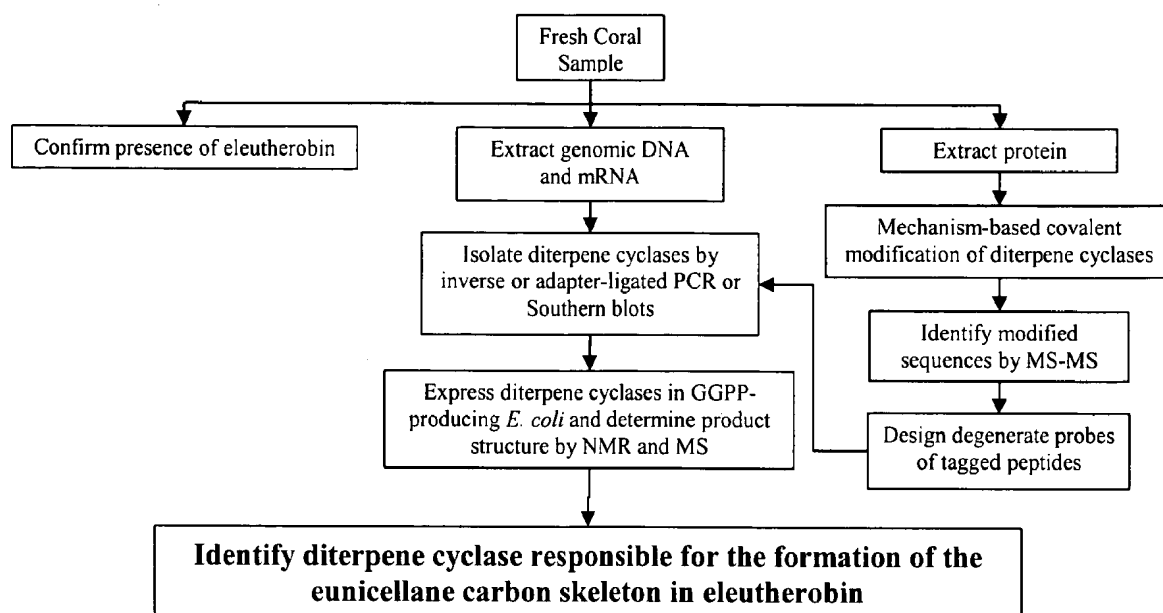 Fresh Coral
Sample
Confirm presence of eleutherobin
Extract genomic DNA
and mRNA
Extract protein
Isolate diterpene cyclases by
inverse or adapter-ligated PCR or
Southern blots
Mechanism-based covalent
modification of diterpene cyclases
Identify modified
sequences by MS-MS
Express diterpene cyclases in GGPP-
producing E. coli and determine product
structure by NMR and MS
Design degenerate probes
of tagged peptides
Identify diterpene cyclase responsible for the formation of the
eunicellane carbon skeleton in eleutherobin